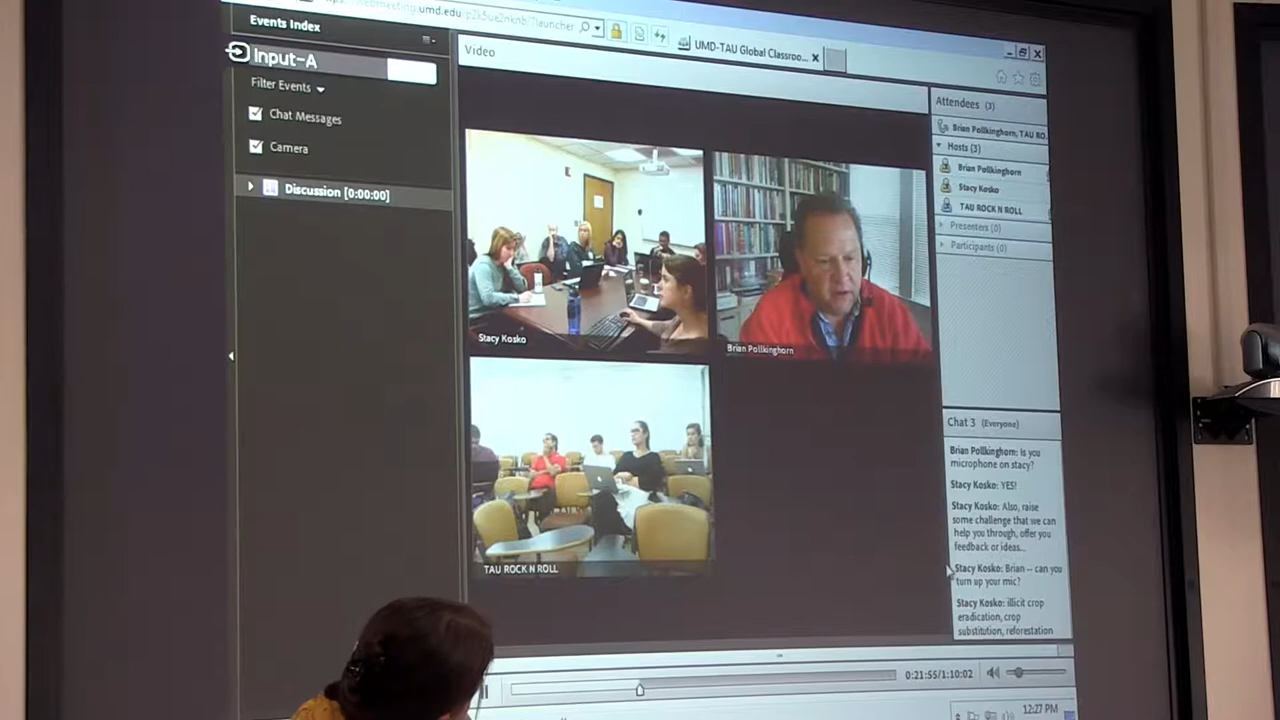 Events Index
Input-A
Filter Events
Chat Messages
Camera
Discussion [0:00:00]
Video
UMD-TAU Global Classroo...
Stacy Kosko
Brian Pollkinghorn
TAU ROCK N ROLL
Attendees (3)
Brian Pollkinghorn, TAU RO
Hosts (3)
Brian Pollkinghorn
Stacy Kosko
TAU ROCK N ROLL
Presenters (0)
Participants (0)
Chat 3 (Everyone)
Brian Pollkinghorn: Is you
microphone on stacy?
Stacy Kosko: YES!
Stacy Kosko: Also, raise
some challenge that we can
help you through, offer you
feedback or ideas...
Stacy Kosko: Brian -- can you
turn up your mic?
Stacy Kosko: illicit crop
eradication, crop
substitution, reforestation
0:21:55/1:10:02
12:27 PM